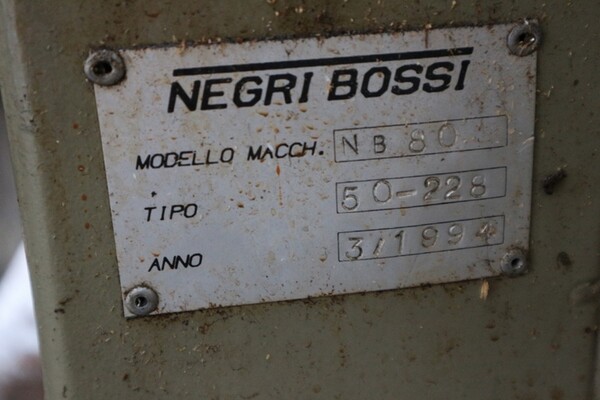 NEGRI BOSSI
MODELLO MACCH. NB 80
TIPO 50-228
ANNO 3/1994